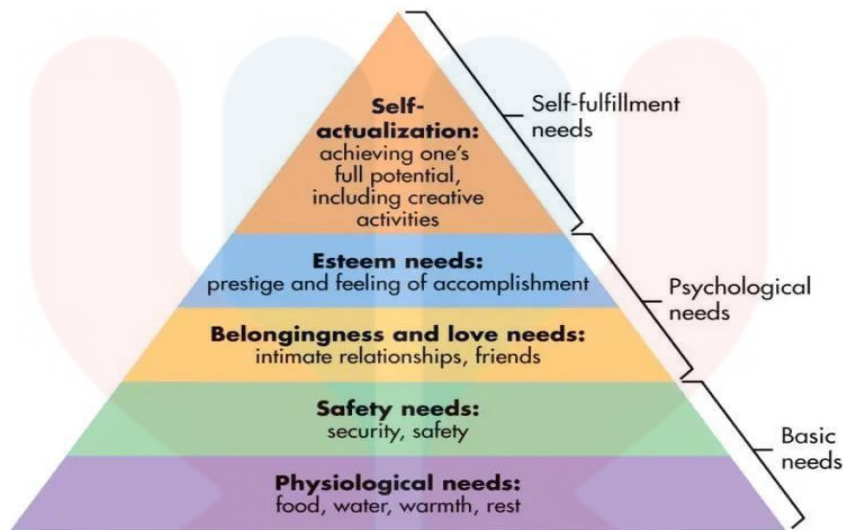 Self-
actualization:
achieving one's
full potential,
including creative
activities
Self-fulfillment
needs
Esteem needs:
prestige and feeling of accomplishment
Psychological
needs
Belongingness and love needs:
intimate relationships, friends
Safety needs:
security, safety
Basic
needs
Physiological needs:
food, water, warmth, rest